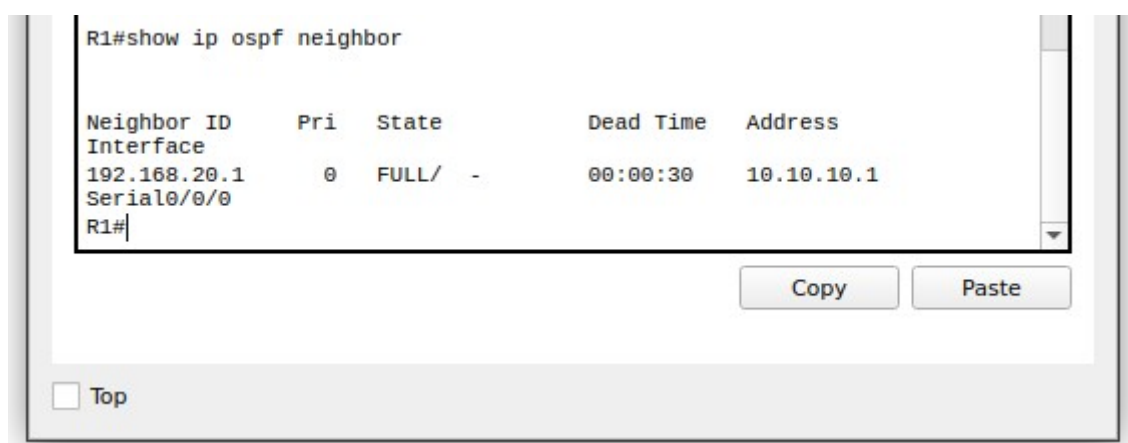 R1#show ip ospf neighbor
Neighbor ID Pri State Dead Time Address
Interface
192.168.20.1 0 FULL/ - 00:00:30 10.10.10.1
Serial0/0/0
R1#
Copy Paste
Top